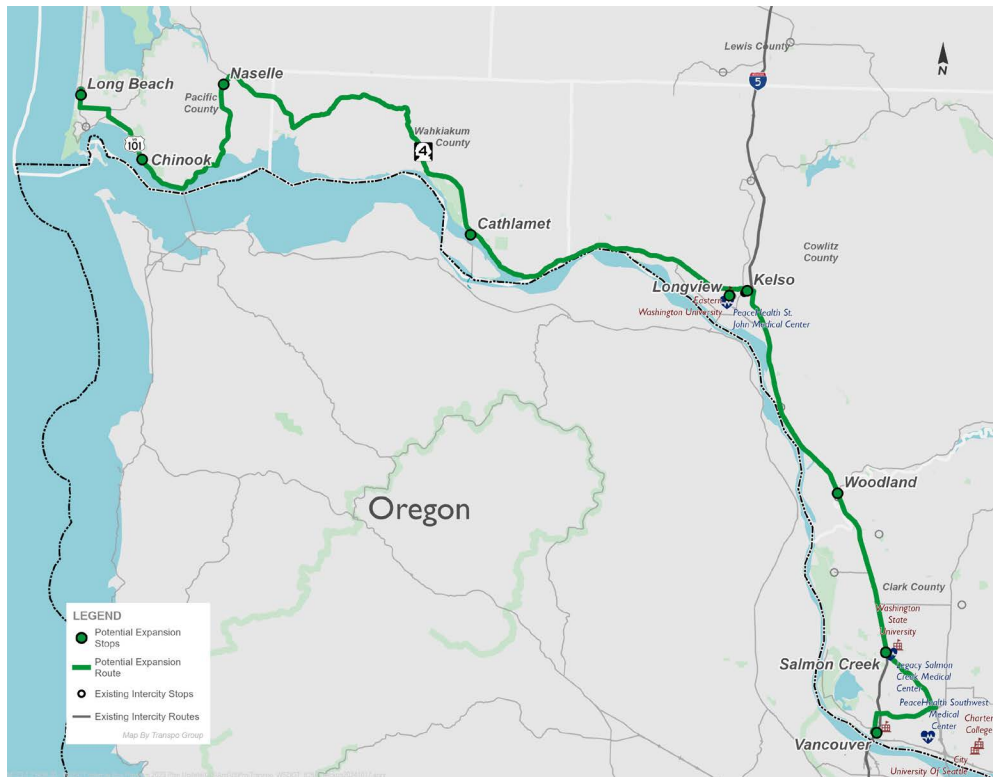 Lewis County
N
INTERSTATE
5
Long Beach
Naselle
Pacific
County
US
101
Chinook
Wahkiakum
County
4
Cathlamet
Cowlitz
County
Longview
Kelso
Eastern
Washington University
PeaceHealth St.
John Medical Center
Woodland
Oregon
Clark County
Washington
State
University
Salmon Creek
Legacy Salmon
Creek Medical
Center
PeaceHealth Southwest
Medical
Center
Charter
College
Vancouver
City
University Of Seattle
LEGEND
Potential Expansion
Stops
Potential Expansion
Route
Existing Intercity Stops
Existing Intercity Routes
Map By Transpo Group